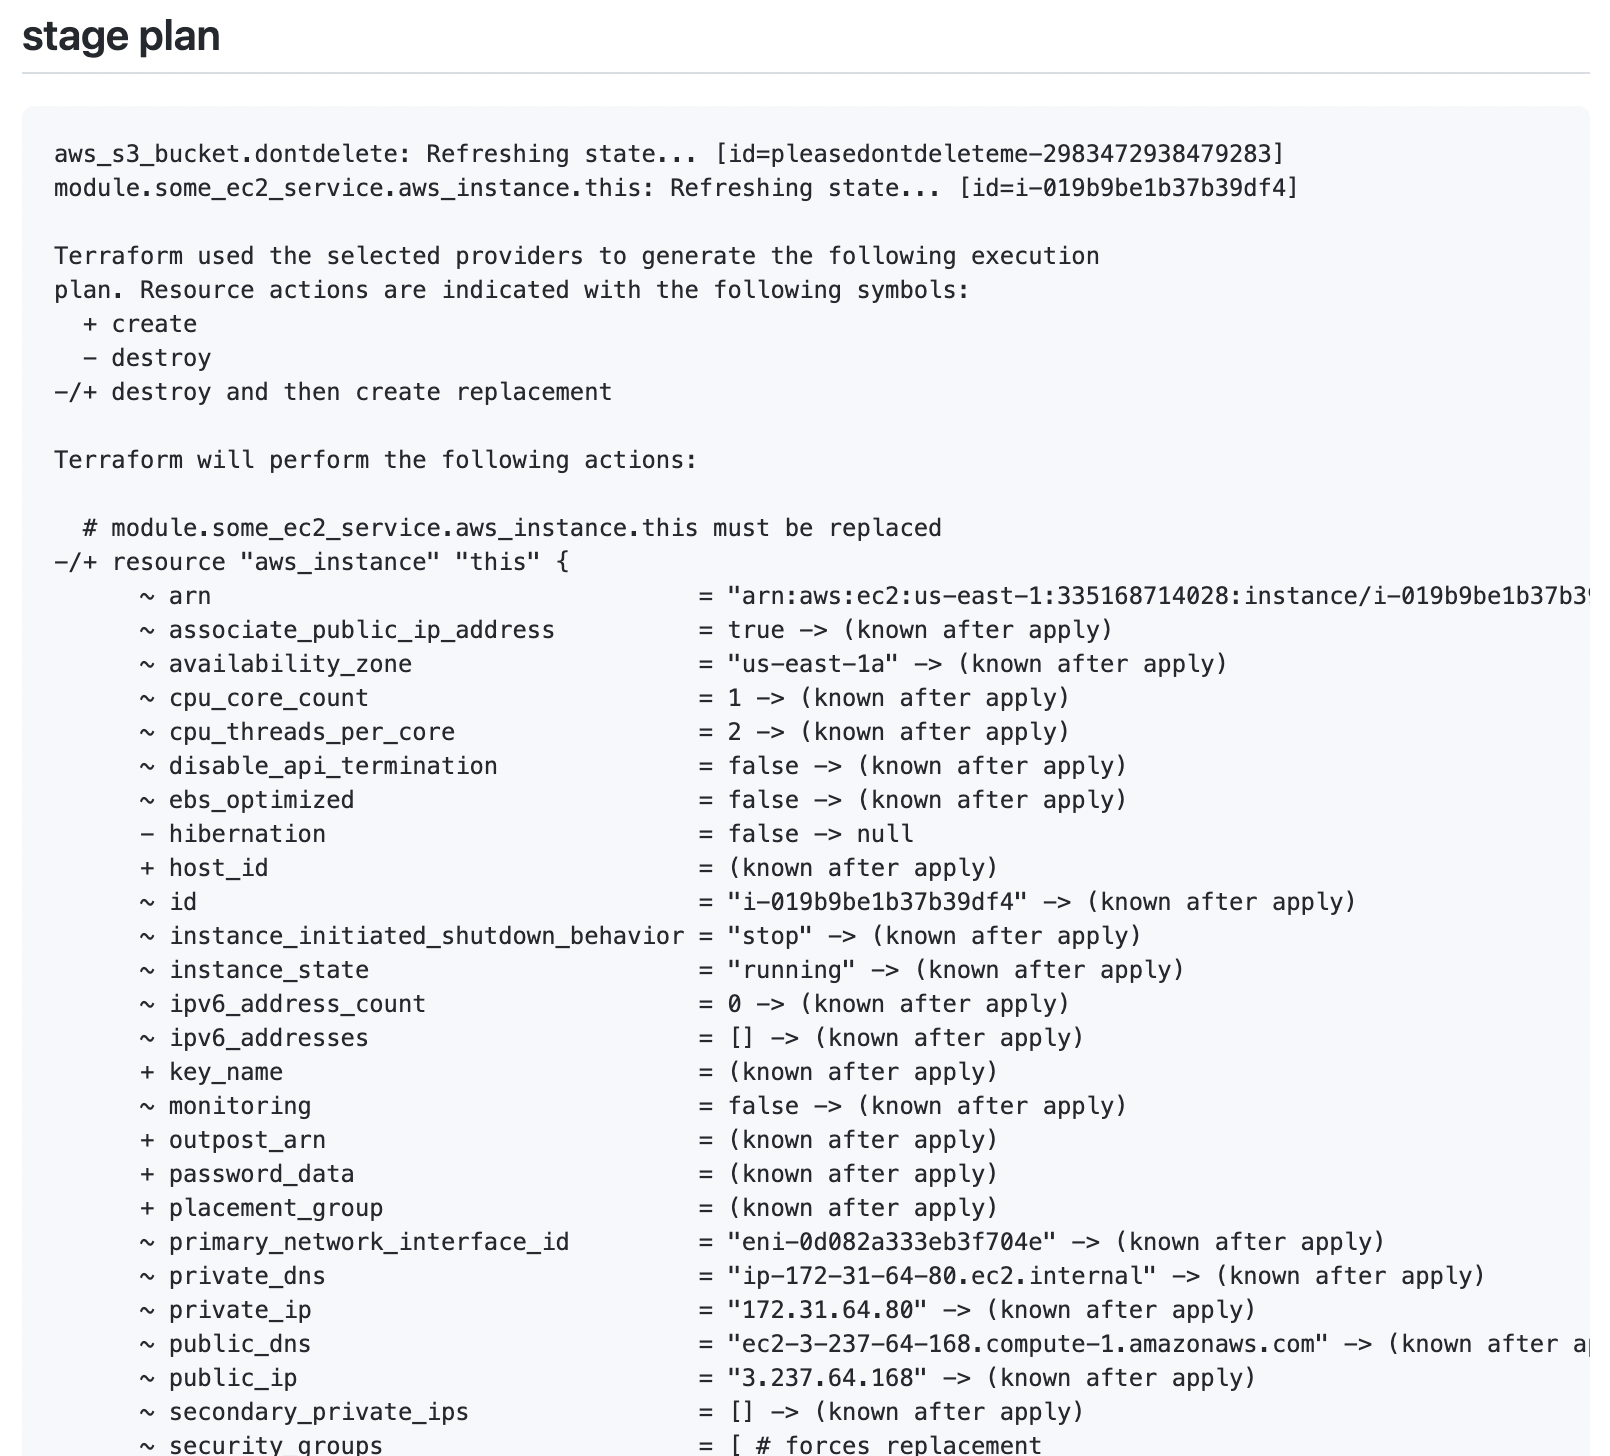 stage plan
aws_s3_bucket.dontdelete: Refreshing state... [id=pleasedontdeleteme-2983472938479283]
module.some_ec2_service.aws_instance.this: Refreshing state... [id=i-019b9be1b37b39df4]
Terraform used the selected providers to generate the following execution
plan. Resource actions are indicated with the following symbols:
  + create
  - destroy
-/+ destroy and then create replacement
Terraform will perform the following actions:
  # module.some_ec2_service.aws_instance.this must be replaced
-/+ resource "aws_instance" "this" {
      ~ arn                                  = "arn:aws:ec2:us-east-1:335168714028:instance/i-019b9be1b37b39
      ~ associate_public_ip_address          = true -> (known after apply)
      ~ availability_zone                    = "us-east-1a" -> (known after apply)
      ~ cpu_core_count                       = 1 -> (known after apply)
      ~ cpu_threads_per_core                 = 2 -> (known after apply)
      ~ disable_api_termination              = false -> (known after apply)
      ~ ebs_optimized                        = false -> (known after apply)
      - hibernation                          = false -> null
      + host_id                              = (known after apply)
      ~ id                                   = "i-019b9be1b37b39df4" -> (known after apply)
      ~ instance_initiated_shutdown_behavior = "stop" -> (known after apply)
      ~ instance_state                       = "running" -> (known after apply)
      ~ ipv6_address_count                   = 0 -> (known after apply)
      ~ ipv6_addresses                       = [] -> (known after apply)
      + key_name                             = (known after apply)
      ~ monitoring                           = false -> (known after apply)
      + outpost_arn                          = (known after apply)
      + password_data                        = (known after apply)
      + placement_group                      = (known after apply)
      ~ primary_network_interface_id         = "eni-0d082a333eb3f704e" -> (known after apply)
      ~ private_dns                          = "ip-172-31-64-80.ec2.internal" -> (known after apply)
      ~ private_ip                           = "172.31.64.80" -> (known after apply)
      ~ public_dns                           = "ec2-3-237-64-168.compute-1.amazonaws.com" -> (known after
      ~ public_ip                            = "3.237.64.168" -> (known after apply)
      ~ secondary_private_ips                = [] -> (known after apply)
      ~ security_groups                      = [ # forces replacement